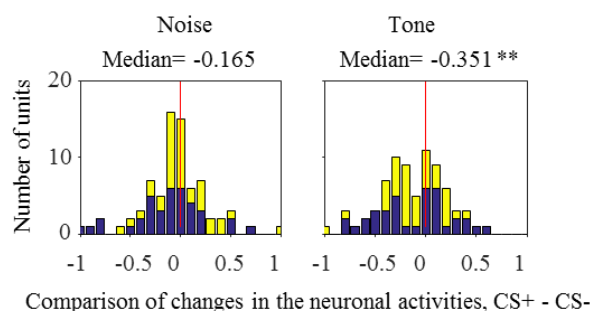 Noise
Tone
Median= -0.165
Median= -0.351 **
Number of units
20
10
0
-1 -0.5 0 0.5 1
-1 -0.5 0 0.5 1
Comparison of changes in the neuronal activities, CS+ - CS-